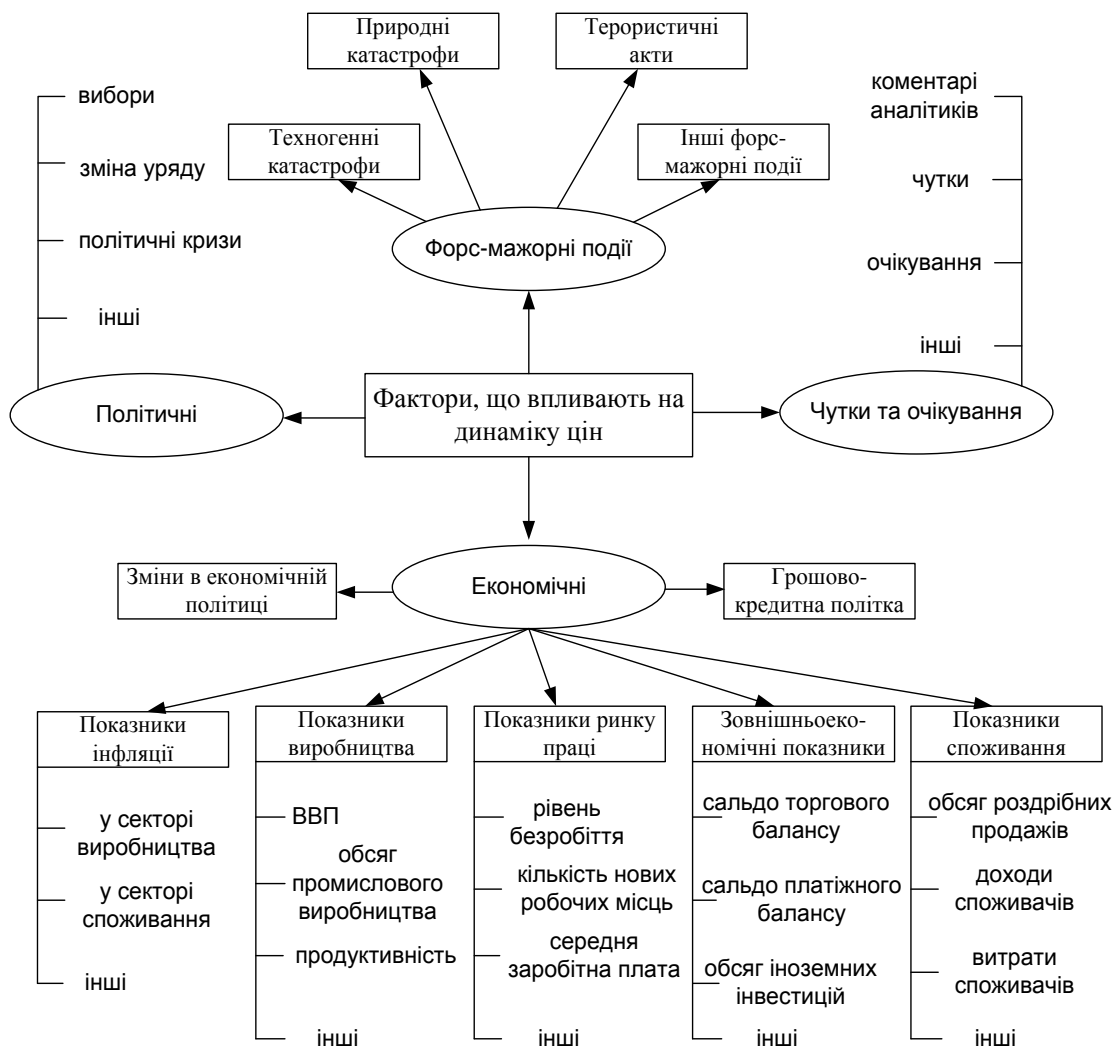 Природні
катастрофи
Терористичні
акти
вибори
зміна уряду
політичні кризи
інші
Техногенні
катастрофи
Інші форс-
мажорні події
коментарі
аналітиків
чутки
очікування
інші
Форс-мажорні події
Політичні
Фактори, що впливають на
динаміку цін
Чутки та очікування
Зміни в економічній
політиці
Економічні
Грошово-
кредитна політка
Показники
інфляції
у секторі
виробництва
у секторі
споживання
інші
Показники
виробництва
ВВП
обсяг
промислового
виробництва
продуктивність
інші
Показники ринку
праці
рівень
безробіття
кількість нових
робочих місць
середня
заробітна плата
інші
Зовнішньоеко-
номічні показники
сальдо торгового
балансу
сальдо платіжного
балансу
обсяг іноземних
інвестицій
інші
Показники
споживання
обсяг роздрібних
продажів
доходи
споживачів
витрати
споживачів
інші